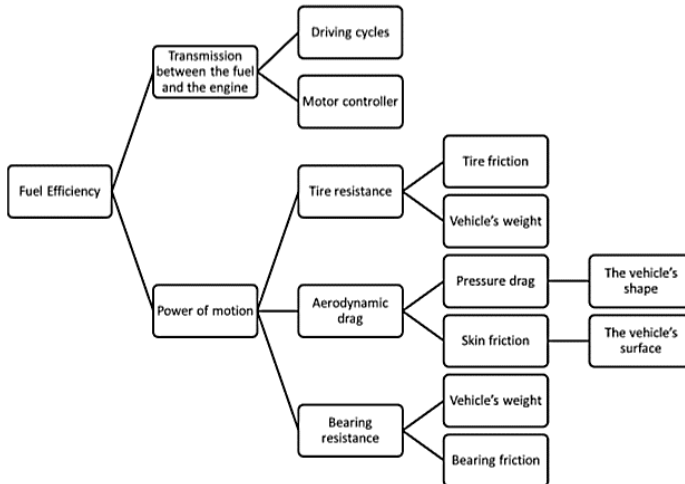 Driving cycles
Transmission
between the fuel
and the engine
Motor controller
Fuel Efficiency
Power of motion
Tire resistance
Tire friction
Vehicle's weight
Aerodynamic
drag
Pressure drag
The vehicle's
shape
Skin friction
The vehicle's
surface
Bearing
resistance
Vehicle's weight
Bearing friction